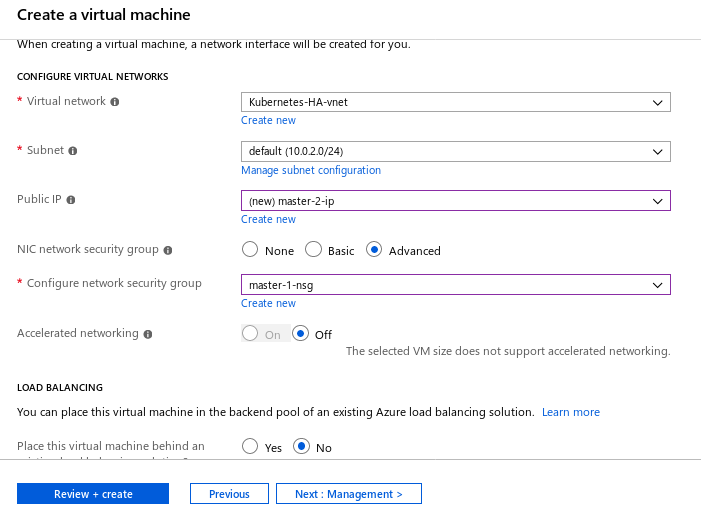 Create a virtual machine
When creating a virtual machine, a network interface will be created for you.
CONFIGURE VIRTUAL NETWORKS
* Virtual network
Kubernetes-HA-vnet
Create new
* Subnet
default (10.0.2.0/24)
Manage subnet configuration
Public IP
(new) master-2-ip
Create new
NIC network security group
None Basic Advanced
* Configure network security group
master-1-nsg
Create new
Accelerated networking
On Off
The selected VM size does not support accelerated networking.
LOAD BALANCING
You can place this virtual machine in the backend pool of an existing Azure load balancing solution. Learn more
Place this virtual machine behind an
Yes No
Review + create Previous Next : Management >